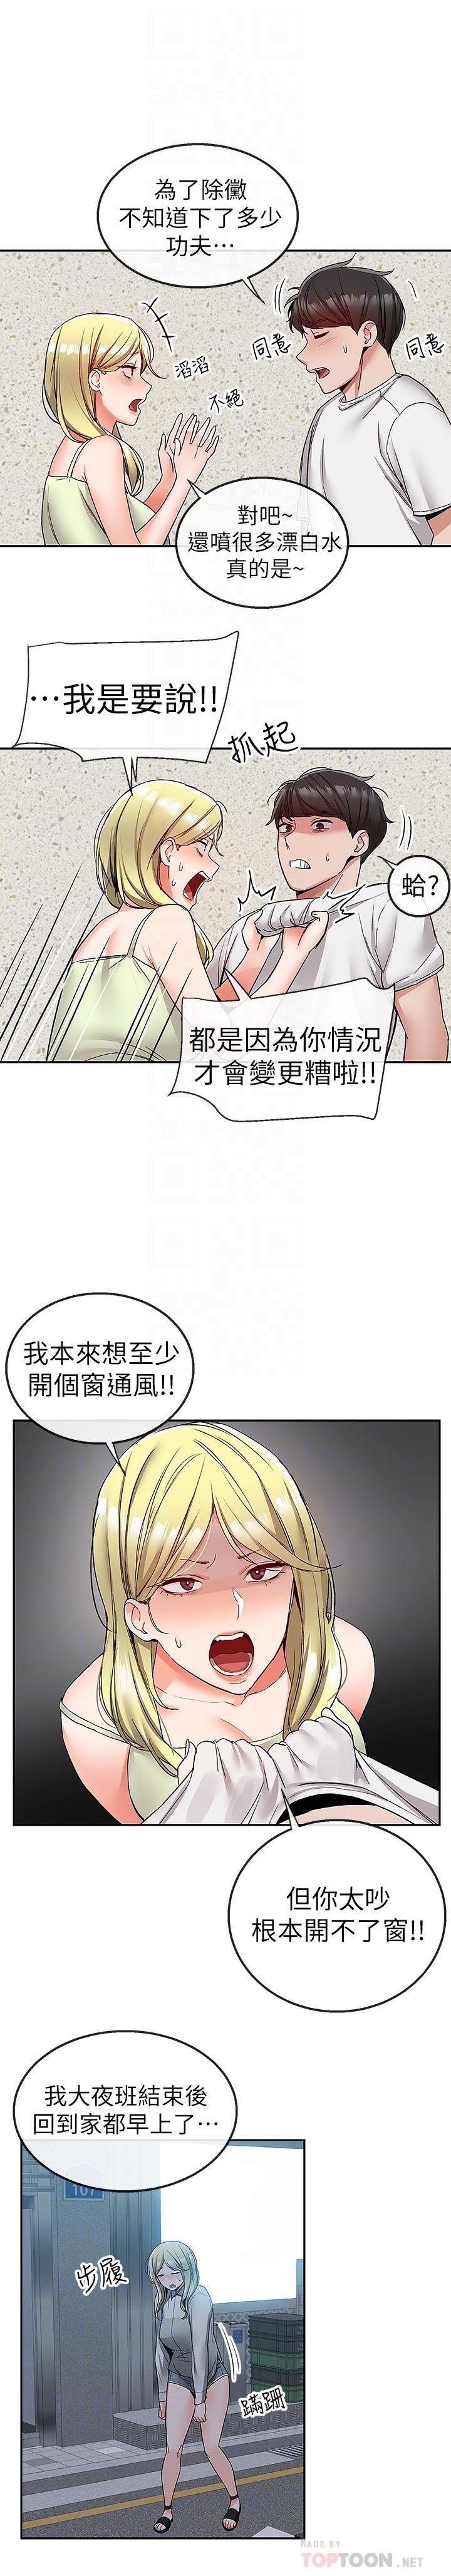 為了除黴
不知道下了多少
功夫…
滔滔
不絕
同意
同意
對吧~
還噴很多漂白水
真的是~
…我是要說!!
抓起
蛤?
都是因為你情況
才會變更糟啦!!
我本來想至少
開個窗通風!!
但你太吵
根本開不了窗!!
我大夜班結束後
回到家都早上了…
107
步履
蹣跚
MADE BY
TOPTOON.NET